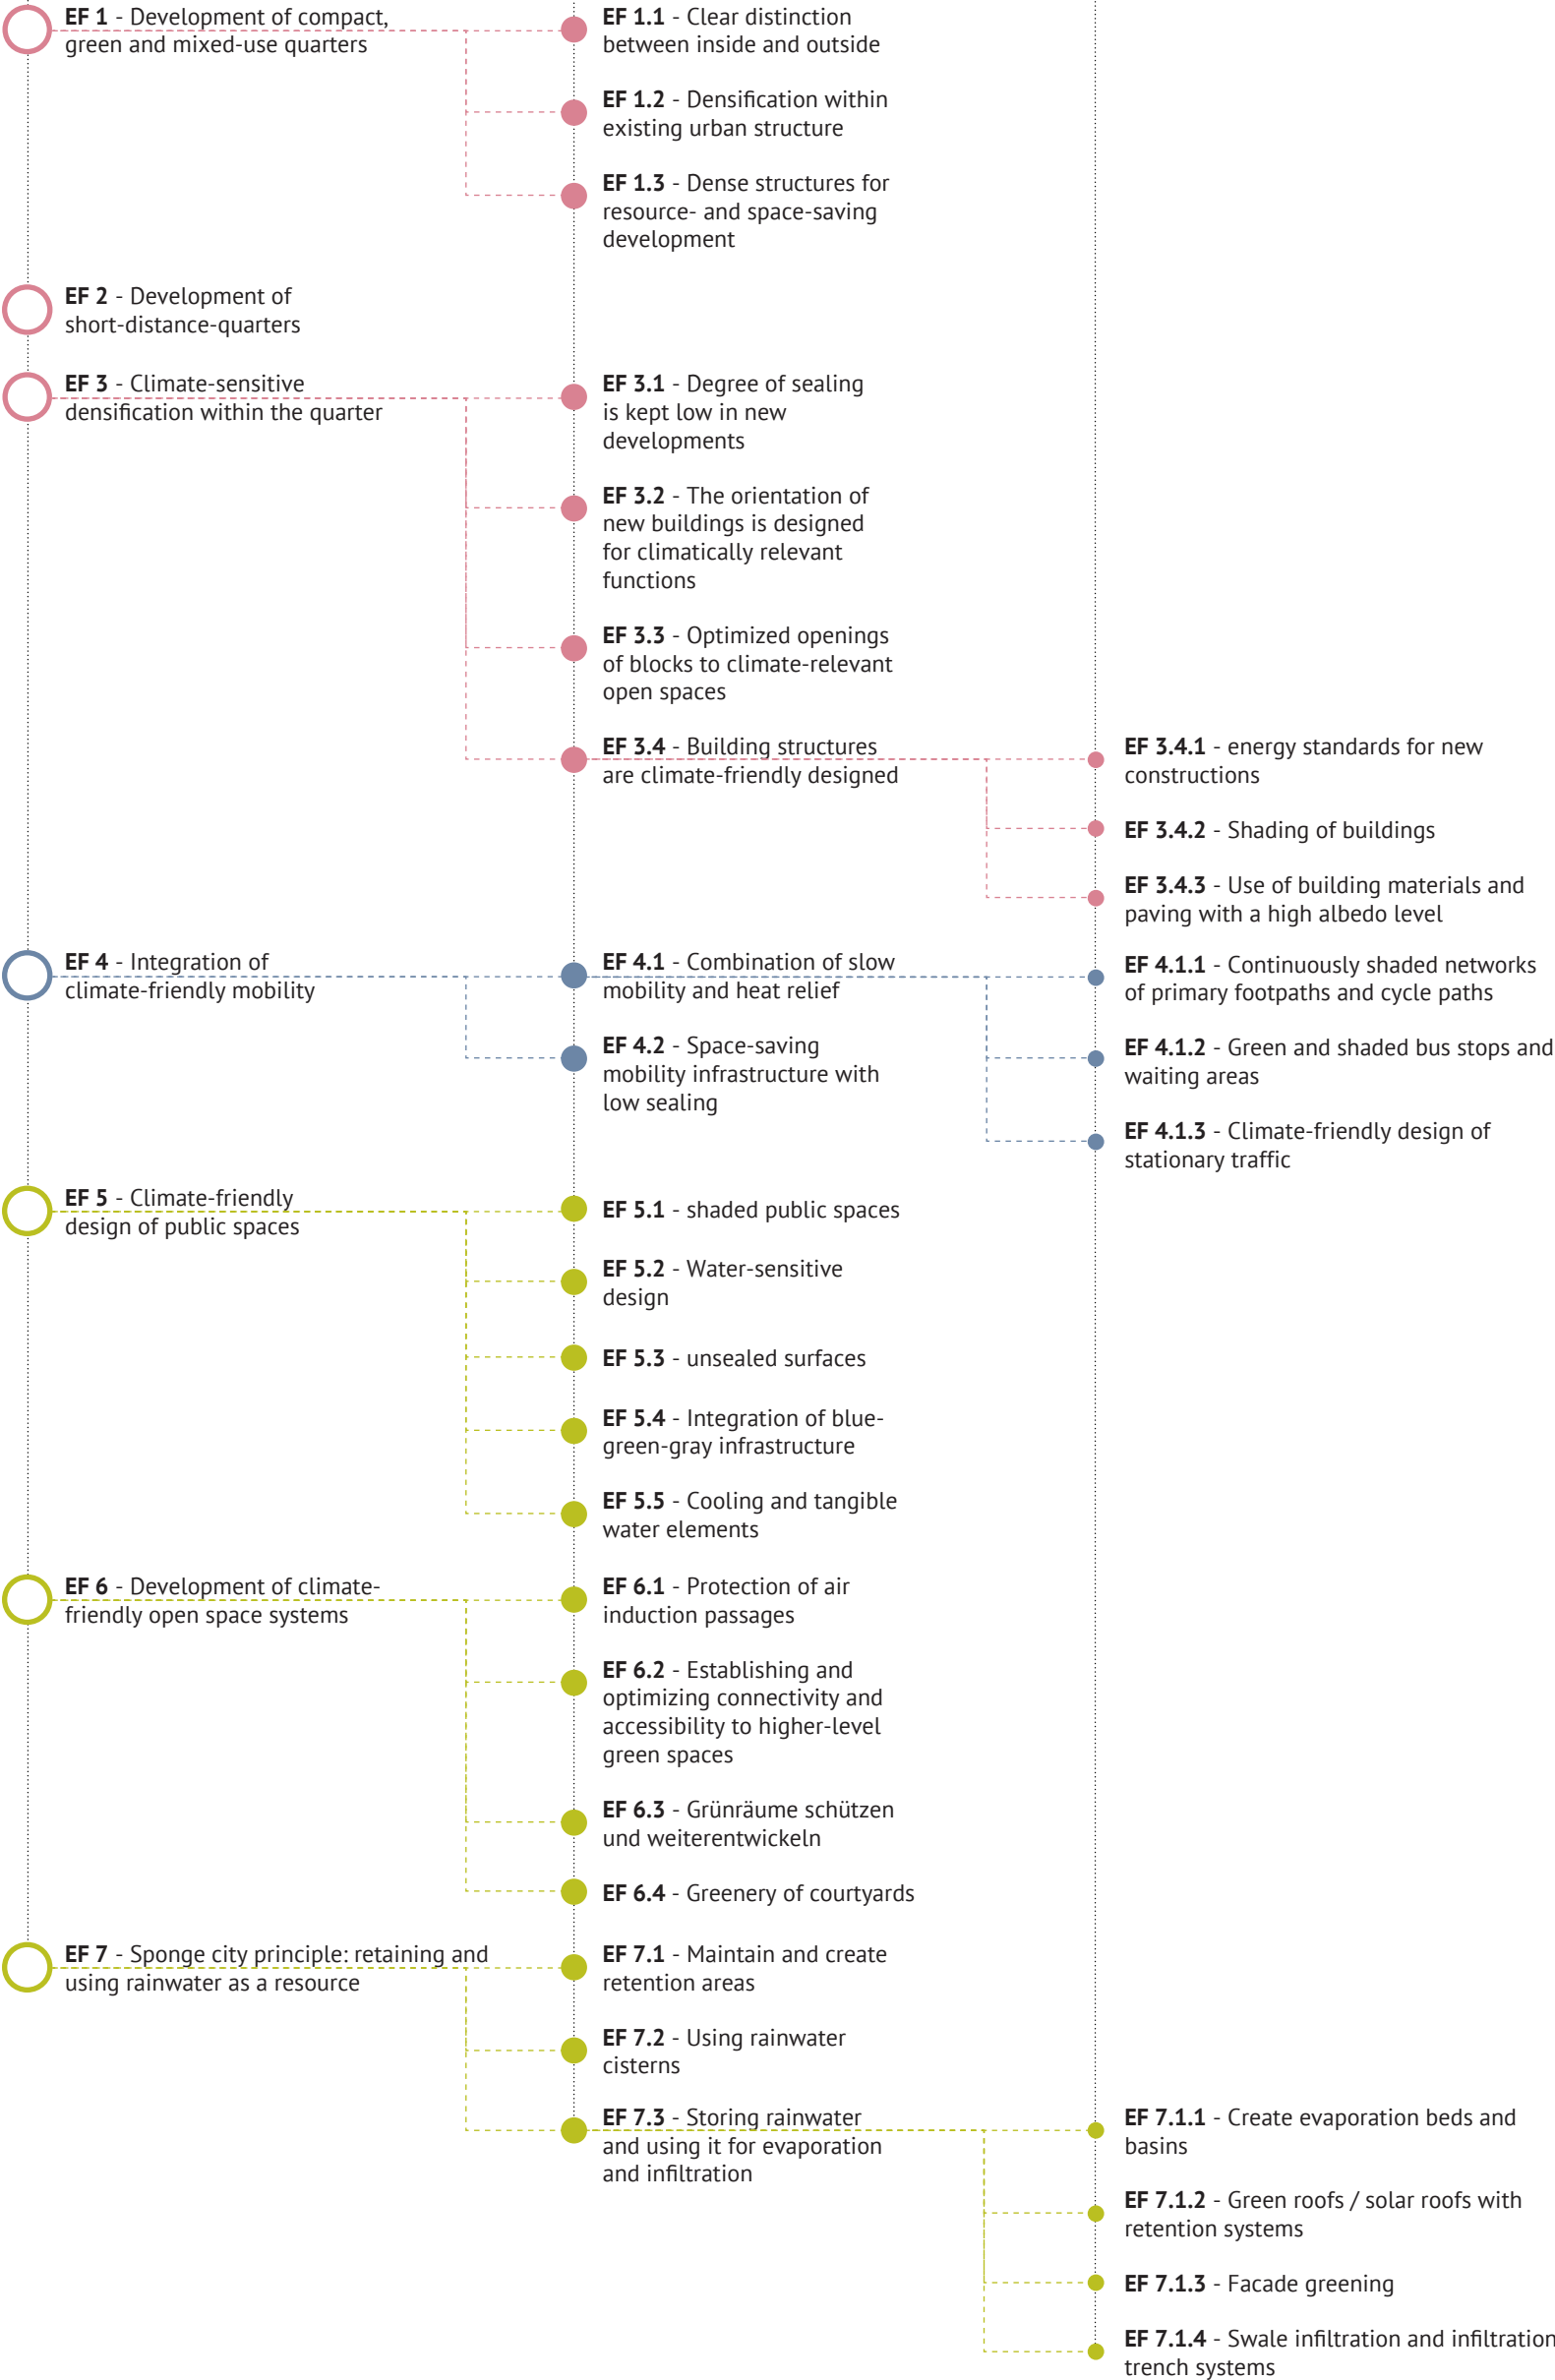 EF 1 - Development of compact,
green and mixed-use quarters
EF 1.1 - Clear distinction
between inside and outside
EF 1.2 - Densification within
existing urban structure
EF 1.3 - Dense structures for
resource- and space-saving
development
EF 2 - Development of
short-distance-quarters
EF 3 - Climate-sensitive
densification within the quarter
EF 3.1 - Degree of sealing
is kept low in new
developments
EF 3.2 - The orientation of
new buildings is designed
for climatically relevant
functions
EF 3.3 - Optimized openings
of blocks to climate-relevant
open spaces
EF 3.4 - Building structures
are climate-friendly designed
EF 3.4.1 - energy standards for new
constructions
EF 3.4.2 - Shading of buildings
EF 3.4.3 - Use of building materials and
paving with a high albedo level
EF 4 - Integration of
climate-friendly mobility
EF 4.1 - Combination of slow
mobility and heat relief
EF 4.1.1 - Continuously shaded networks
of primary footpaths and cycle paths
EF 4.1.2 - Green and shaded bus stops and
waiting areas
EF 4.1.3 - Climate-friendly design of
stationary traffic
EF 4.2 - Space-saving
mobility infrastructure with
low sealing
EF 5 - Climate-friendly
design of public spaces
EF 5.1 - shaded public spaces
EF 5.2 - Water-sensitive
design
EF 5.3 - unsealed surfaces
EF 5.4 - Integration of blue-
green-gray infrastructure
EF 5.5 - Cooling and tangible
water elements
EF 6 - Development of climate-
friendly open space systems
EF 6.1 - Protection of air
induction passages
EF 6.2 - Establishing and
optimizing connectivity and
accessibility to higher-level
green spaces
EF 6.3 - Grünräume schützen
und weiterentwickeln
EF 6.4 - Greenery of courtyards
EF 7 - Sponge city principle: retaining and
using rainwater as a resource
EF 7.1 - Maintain and create
retention areas
EF 7.2 - Using rainwater
cisterns
EF 7.3 - Storing rainwater
and using it for evaporation
and infiltration
EF 7.1.1 - Create evaporation beds and
basins
EF 7.1.2 - Green roofs / solar roofs with
retention systems
EF 7.1.3 - Facade greening
EF 7.1.4 - Swale infiltration and infiltration
trench systems